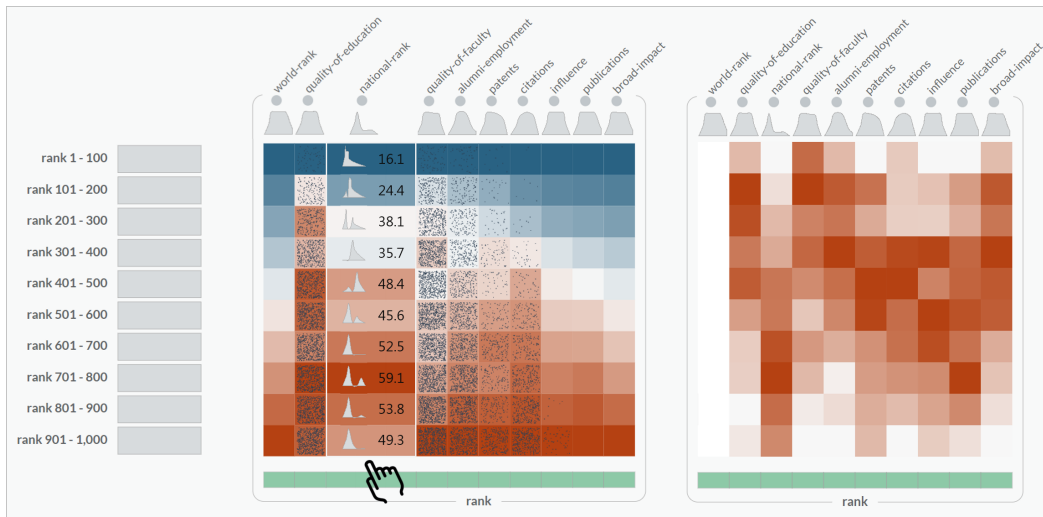 world-rank
quality-of-education
national-rank
quality-of-faculty
alumni-employment
patents
citations
influence
publications
broad-impact
world-rank
quality-of-education
national-rank
quality-of-faculty
alumni-employment
patents
citations
influence
publications
broad-impact
rank 1 - 100
16.1
rank 101 - 200
24.4
rank 201 - 300
38.1
rank 301 - 400
35.7
rank 401 - 500
48.4
rank 501 - 600
45.6
rank 601 - 700
52.5
rank 701 - 800
59.1
rank 801 - 900
53.8
rank 901 - 1,000
49.3
rank
rank